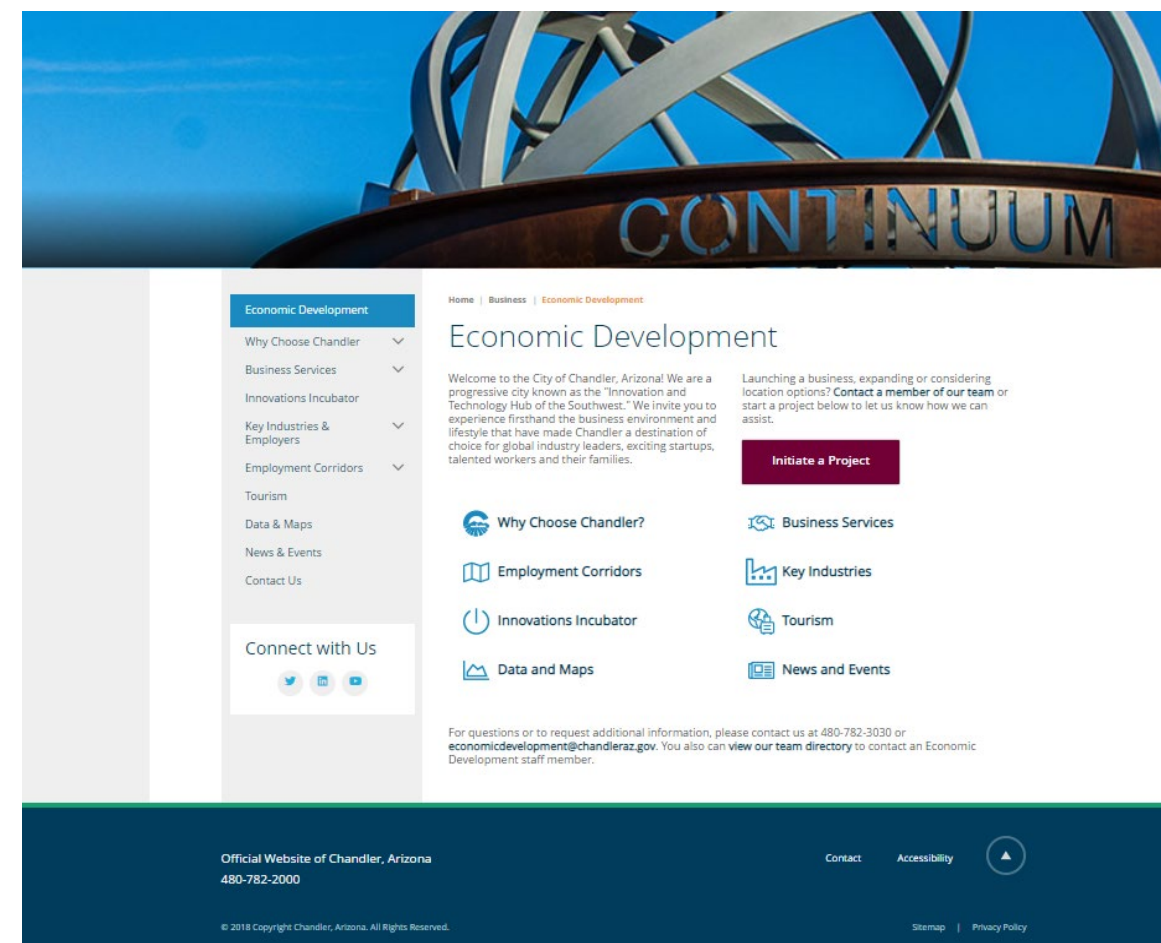 CONTINUUM
Economic Development
Why Choose Chandler
Business Services
Innovations Incubator
Key Industries &
Employers
Employment Corridors
Tourism
Data & Maps
News & Events
Contact Us
Connect with Us
Home | Business | Economic Development
Economic Development
Welcome to the City of Chandler, Arizona! We are a
progressive city known as the "Innovation and
Technology Hub of the Southwest." We invite you to
experience firsthand the business environment and
lifestyle that have made Chandler a destination of
choice for global industry leaders, exciting startups,
talented workers and their families.
Launching a business, expanding or considering
location options? Contact a member of our team or
start a project below to let us know how we can
assist.
Initiate a Project
Why Choose Chandler?
Business Services
Employment Corridors
Key Industries
Innovations Incubator
Tourism
Data and Maps
News and Events
For questions or to request additional information, please contact us at 480-782-3030 or
economicdevelopment@chandleraz.gov. You also can view our team directory to contact an Economic
Development staff member.
Official Website of Chandler, Arizona
480-782-2000
Contact Accessibility
© 2018 Copyright Chandler, Arizona. All Rights Reserved.
Sitemap | Privacy Policy